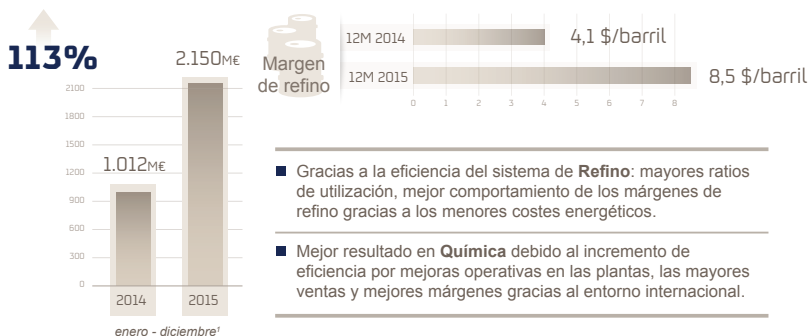 113%
2.150M€
1.012M€
2100
1800
1500
1200
900
600
300
0
2014
2015
enero - diciembre¹
Margen
de refino
12M 2014
4,1 $/barril
12M 2015
8,5 $/barril
0 1 2 3 4 5 6 7 8
Gracias a la eficiencia del sistema de Refino: mayores ratios
de utilización, mejor comportamiento de los márgenes de
refino gracias a los menores costes energéticos.
Mejor resultado en Química debido al incremento de
eficiencia por mejoras operativas en las plantas, las mayores
ventas y mejores márgenes gracias al entorno internacional.